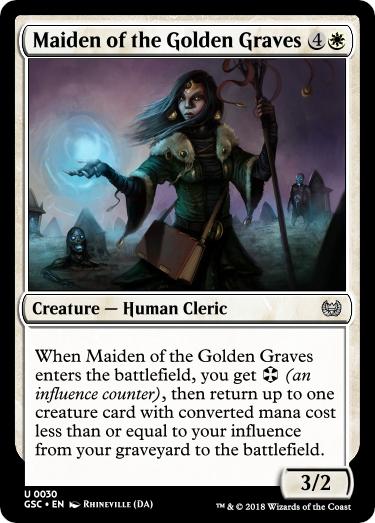 Maiden of the Golden Graves 4
Creature — Human Cleric
When Maiden of the Golden Graves
enters the battlefield, you get (an
influence counter), then return up to one
creature card with converted mana cost
less than or equal to your influence
from your graveyard to the battlefield.
3/2
U 0030
GSC • EN Rhineville (DA)
™ & © 2018 Wizards of the Coast